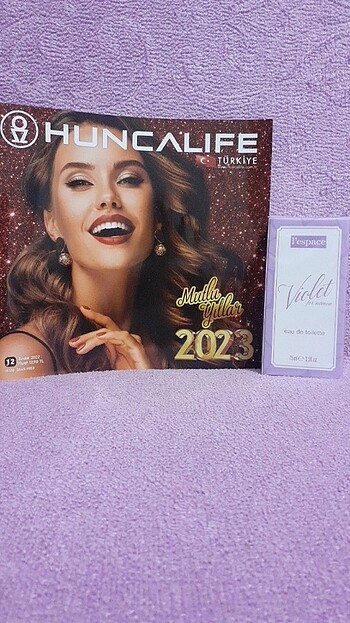 HUNCALIFE
TÜRKİYE
Mutlu
Yıllar
2023
12
l'espace
Violet
eau de toilette